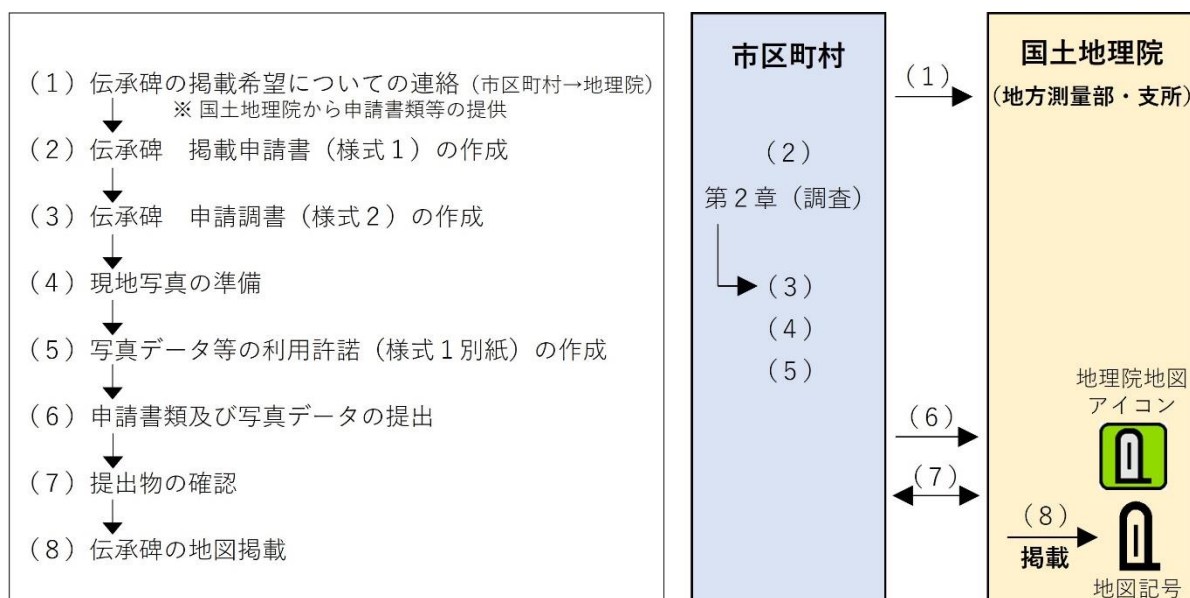 （１）伝承碑の掲載希望についての連絡（市区町村→地理院）
※ 国土地理院から申請書類等の提供
（２）伝承碑　掲載申請書（様式１）の作成
（３）伝承碑　申請調書（様式２）の作成
（４）現地写真の準備
（５）写真データ等の利用許諾（様式１別紙）の作成
（６）申請書類及び写真データの提出
（７）提出物の確認
（８）伝承碑の地図掲載
市区町村
（２）
第２章（調査）
（３）
（４）
（５）
（１）
（６）
（７）
国土地理院
（地方測量部・支所）
地理院地図
アイコン
（８）
掲載
地図記号